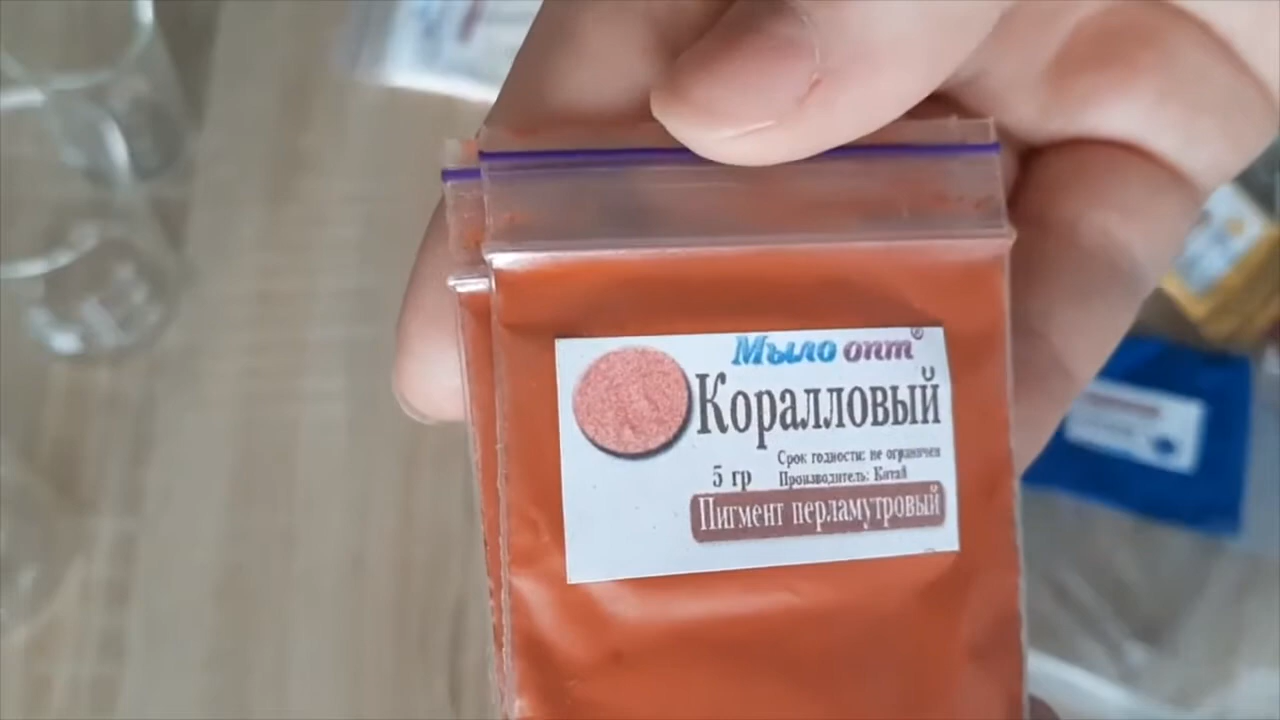 Мыло опт®
Коралловый
5 гр
Срок годности: не ограничен
Производитель: Китай
Пигмент перламутровый